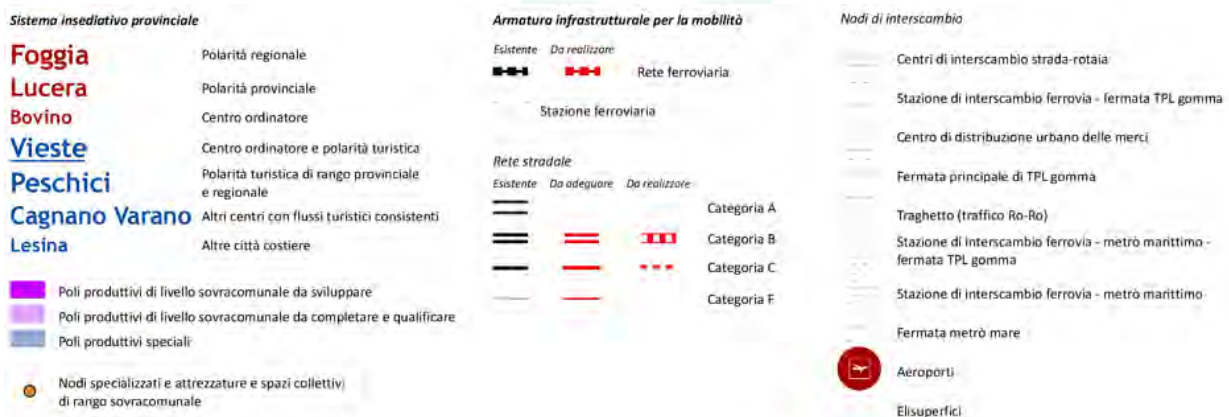 Sistema insediativo provinciale
Foggia Polarità regionale
Lucera Polarità provinciale
Bovino Centro ordinatore
Vieste Centro ordinatore e polarità turistica
Peschici Polarità turistica di rango provinciale
e regionale
Cagnano Varano Altri centri con flussi turistici consistenti
Lesina Altre città costiere
Poli produttivi di livello sovracomunale da sviluppare
Poli produttivi di livello sovracomunale da completare e qualificare
Poli produttivi speciali
Nodi specializzati e attrezzature e spazi collettivi
di rango sovracomunale
Armatura infrastrutturale per la mobilità
Esistente Da realizzare
Rete ferroviaria
Stazione ferroviaria
Rete stradale
Esistente Da adeguare Da realizzare
Categoria A
Categoria B
Categoria C
Categoria F
Nodi di interscambio
Centri di interscambio strada-rotaia
Stazione di interscambio ferrovia - fermata TPL gomma
Centro di distribuzione urbano delle merci
Fermata principale di TPL gomma
Traghetto (traffico Ro-Ro)
Stazione di interscambio ferrovia - metrò marittimo -
fermata TPL gomma
Stazione di interscambio ferrovia - metrò marittimo
Fermata metrò mare
Aeroporti
Elisuperfici